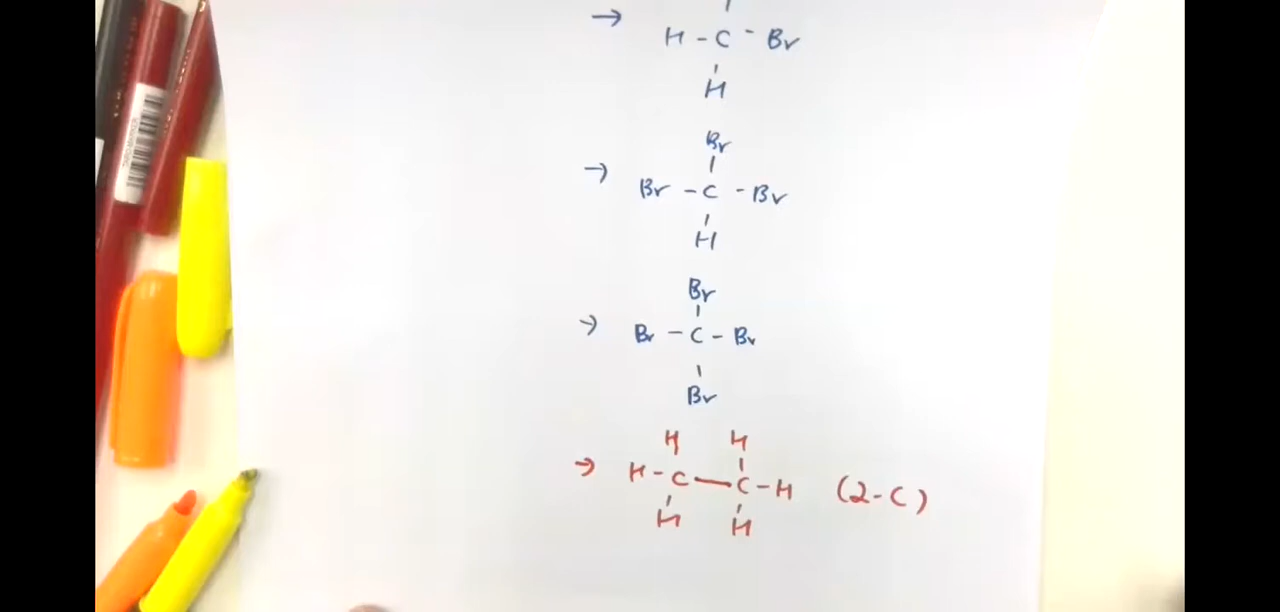 → H - C - Br
H
Br
→ Br - C - Br
H
Br
→ Br - C - Br
Br
H H
→ H - C — C - H (2-C)
H H